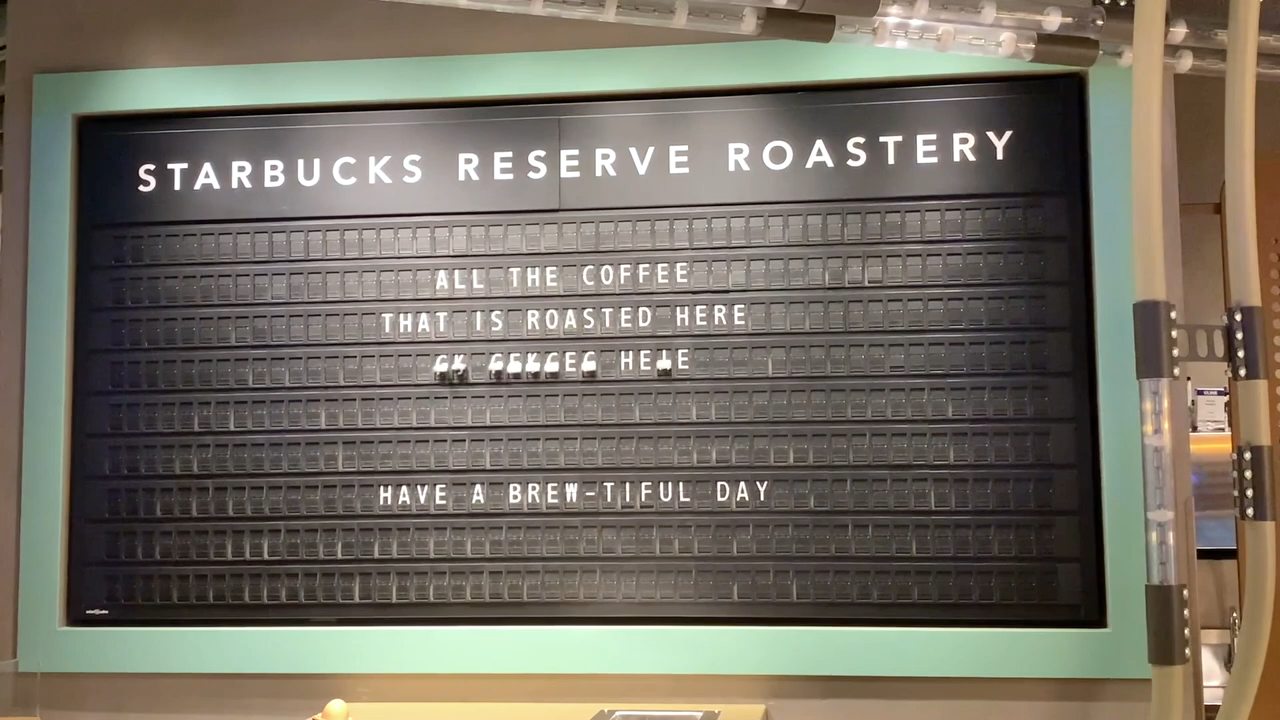 STARBUCKS RESERVE ROASTERY
ALL THE COFFEE
THAT IS ROASTED HERE
HAVE A BREW-TIFUL DAY